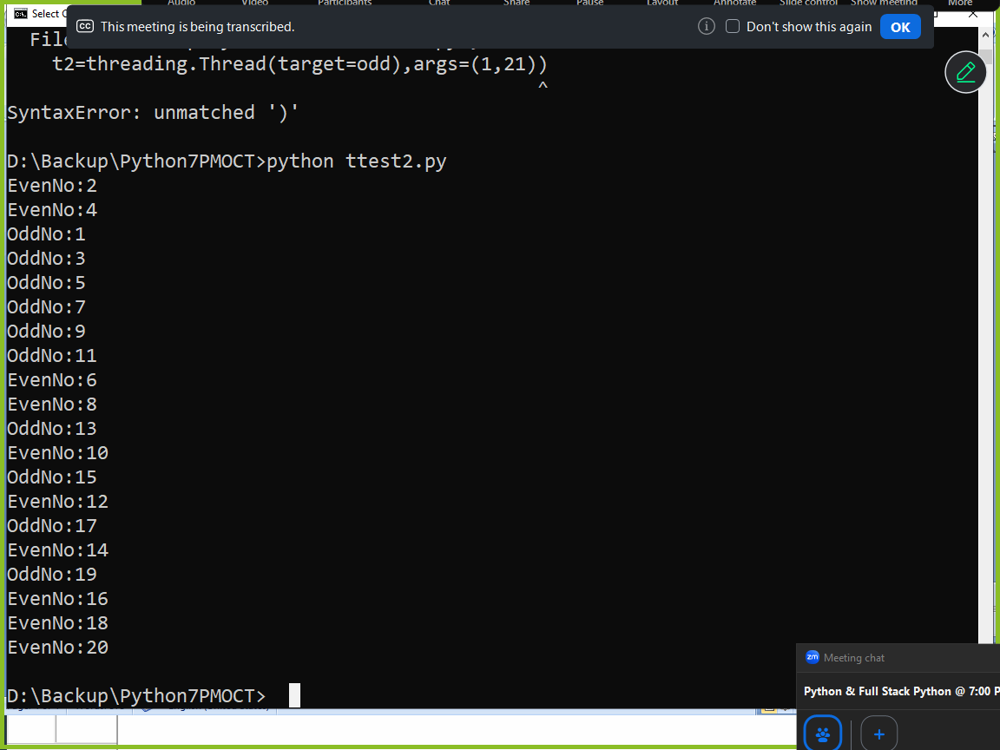 Audio Video Participants Chat Share Pause Layout Annotate Slide control Show meeting More
Select C
CC This meeting is being transcribed.
Don't show this again
OK
File
t2=threading.Thread(target=odd),args=(1,21))
^
SyntaxError: unmatched ')'
D:\Backup\Python7PMOCT>python ttest2.py
EvenNo:2
EvenNo:4
OddNo:1
OddNo:3
OddNo:5
OddNo:7
OddNo:9
OddNo:11
EvenNo:6
EvenNo:8
OddNo:13
EvenNo:10
OddNo:15
EvenNo:12
OddNo:17
EvenNo:14
OddNo:19
EvenNo:16
EvenNo:18
EvenNo:20
D:\Backup\Python7PMOCT>
zm Meeting chat
Python & Full Stack Python @ 7:00 P